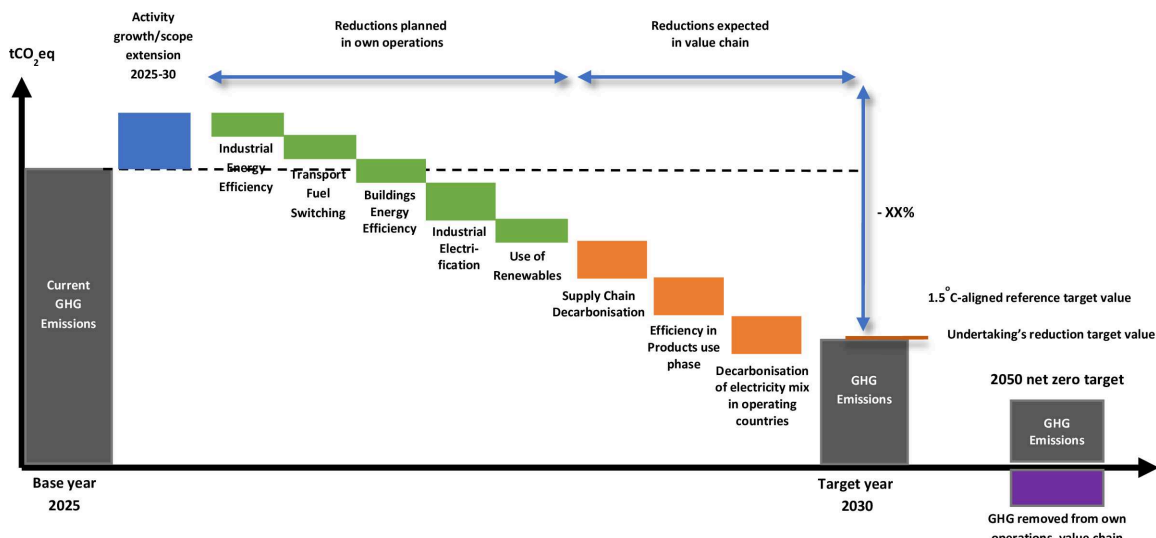 Activity
growth/scope
extension
2025-30
Reductions planned
in own operations
Reductions expected
in value chain
tCO2eq
Industrial
Energy
Efficiency
Transport
Fuel
Switching
Buildings
Energy
Efficiency
Industrial
Electri-
fication
Use of
Renewables
Supply Chain
Decarbonisation
Efficiency in
Products use
phase
Decarbonisation
of electricity mix
in operating
countries
- XX%
Current
GHG
Emissions
1.5°C-aligned reference target value
Undertaking's reduction target value
GHG
Emissions
2050 net zero target
GHG
Emissions
Base year
2025
Target year
2030
GHG removed from own
operations, value chain